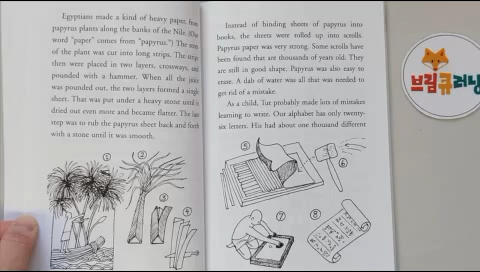 Egyptians made a kind of heavy paper from
papyrus plants along the banks of the Nile. (Our
word "paper" comes from "papyrus.") The stem
of the plant was cut into long strips. The strips
then were placed in two layers, crossways, and
pounded with a hammer. When all the juice
was pounded out, the two layers formed a single
sheet. That was put under a heavy stone until it
dried out even more and became flatter. The last
step was to rub the papyrus sheet back and forth
with a stone until it was smooth.
① ②
③ ④
Instead of binding sheets of papyrus into
books, the sheets were rolled up into scrolls.
Papyrus paper was very strong. Some scrolls have
been found that are thousands of years old. They
are still in good shape. Papyrus was also easy to
erase. A dab of water was all that was needed to
get rid of a mistake.
As a child, Tut probably made lots of mistakes
learning to write. Our alphabet has only twenty-
six letters. His had about one thousand different
⑤ ⑥
⑦ ⑧
브림큐러닝